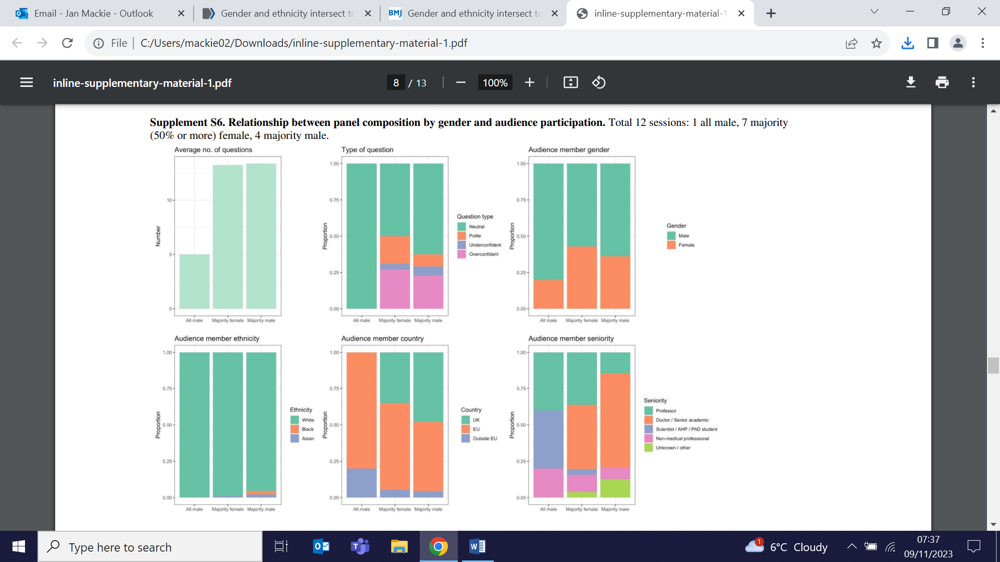 Email - Jan Mackie - Outlook
Gender and ethnicity intersect to
BMJ Gender and ethnicity intersect to
inline-supplementary-material-1
File
C:/Users/mackie02/Downloads/inline-supplementary-material-1.pdf
inline-supplementary-material-1.pdf
8 / 13
100%
Supplement S6. Relationship between panel composition by gender and audience participation. Total 12 sessions: 1 all male, 7 majority
(50% or more) female, 4 majority male.
Average no. of questions
Number
10
5
0
All male Majority female Majority male
Type of question
Proportion
1.00
0.75
0.50
0.25
0.00
All male Majority female Majority male
Question type
Neutral
Polite
Underconfident
Overconfident
Audience member gender
Proportion
1.00
0.75
0.50
0.25
0.00
All male Majority female Majority male
Gender
Male
Female
Audience member ethnicity
Proportion
1.00
0.75
0.50
0.25
0.00
All male Majority female Majority male
Ethnicity
White
Black
Asian
Audience member country
Proportion
1.00
0.75
0.50
0.25
0.00
All male Majority female Majority male
Country
UK
EU
Outside EU
Audience member seniority
Proportion
1.00
0.75
0.50
0.25
0.00
All male Majority female Majority male
Seniority
Professor
Doctor / Senior academic
Scientist / AHP / PhD student
Non-medical professional
Unknown / other
Type here to search
1
6°C Cloudy
07:37
09/11/2023